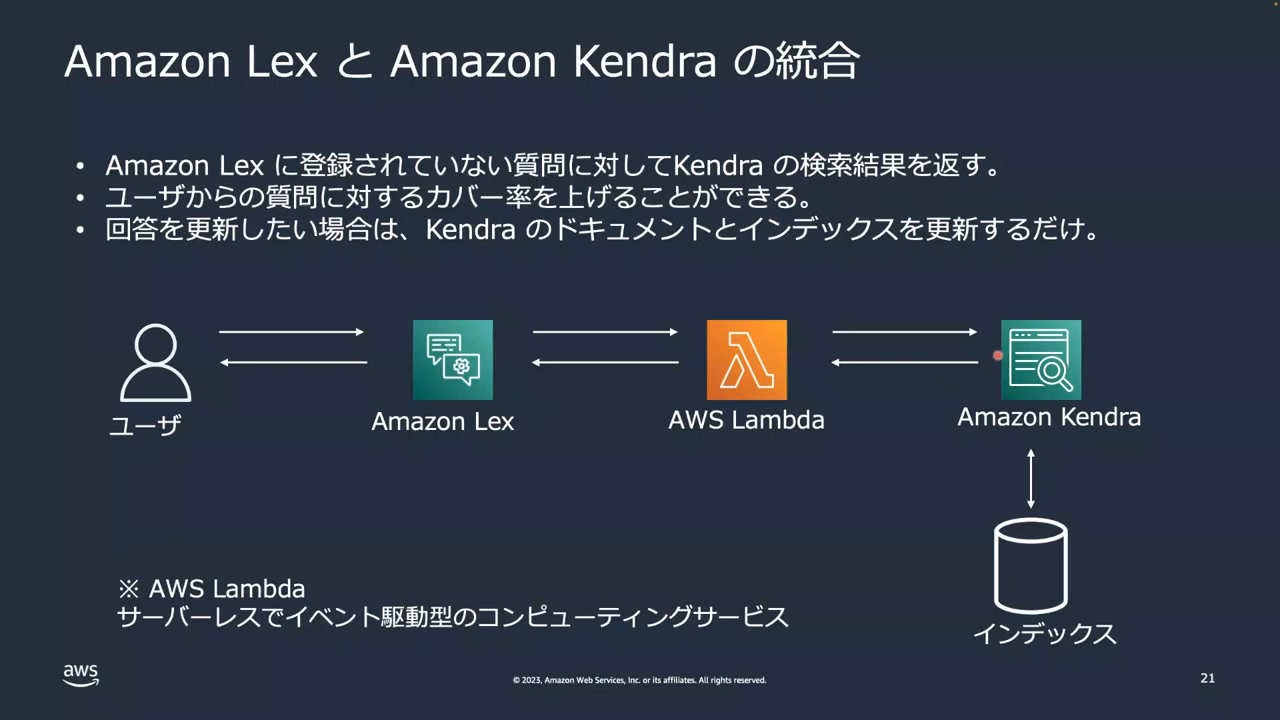 Amazon Lex と Amazon Kendra の統合
• Amazon Lex に登録されていない質問に対してKendra の検索結果を返す。
• ユーザからの質問に対するカバー率を上げることができる。
• 回答を更新したい場合は、Kendra のドキュメントとインデックスを更新するだけ。
ユーザ
Amazon Lex
AWS Lambda
Amazon Kendra
インデックス
※ AWS Lambda
サーバーレスでイベント駆動型のコンピューティングサービス
aws
© 2023, Amazon Web Services, Inc. or its affiliates. All rights reserved.
21